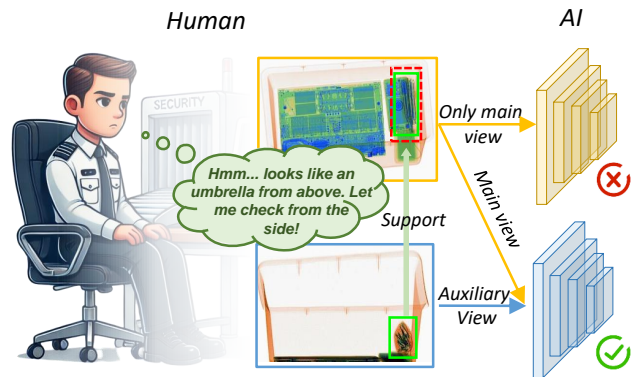 Human
AI
SECURITY
Only main
view
Hmm... looks like an
umbrella from above. Let
me check from the
side!
Support
Main view
Auxiliary
View